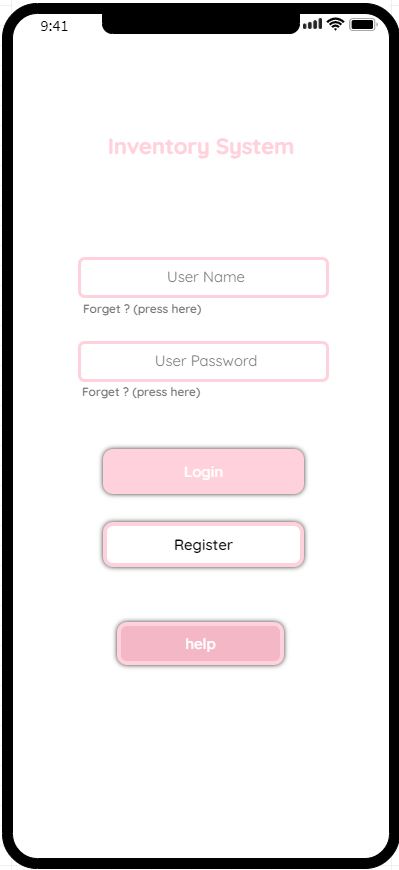 9:41
Inventory System
User Name
Forget ? (press here)
User Password
Forget ? (press here)
Login
Register
help